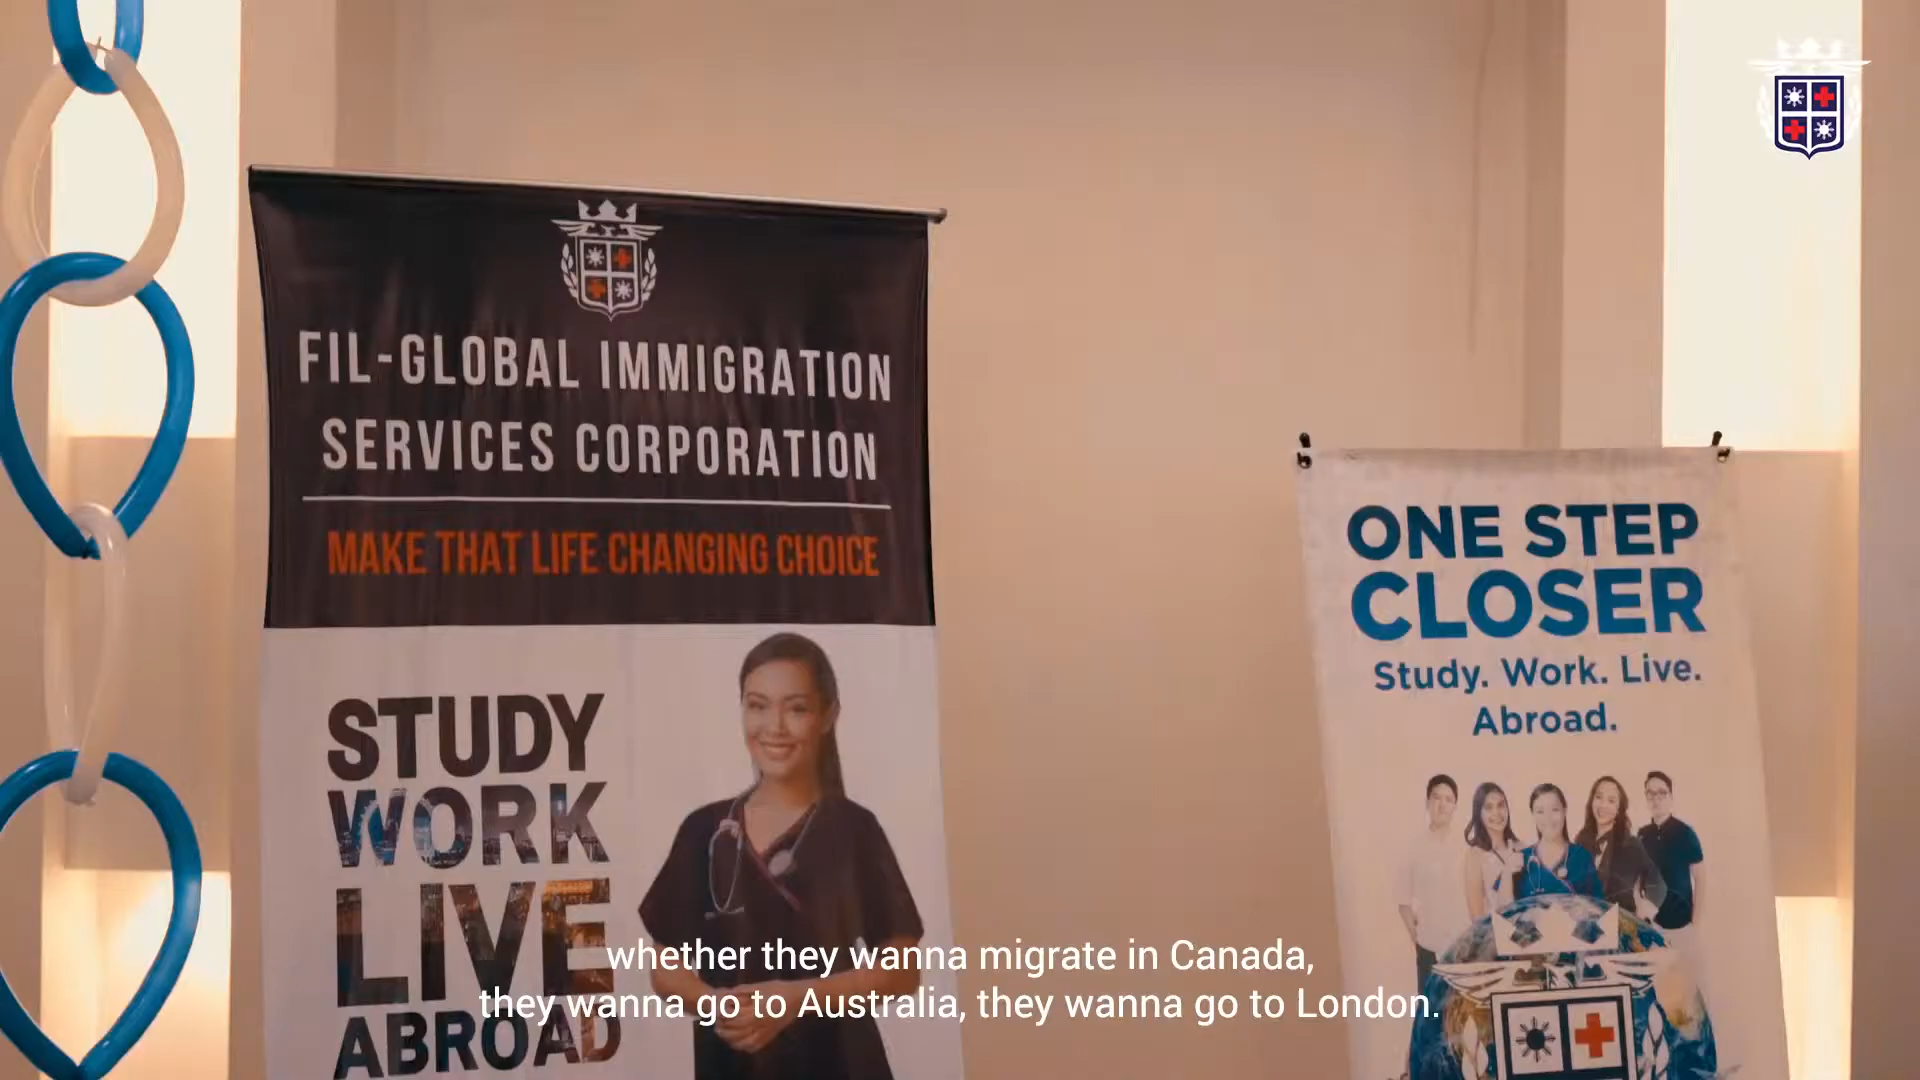 FIL-GLOBAL IMMIGRATION
SERVICES CORPORATION
MAKE THAT LIFE CHANGING CHOICE
STUDY
WORK
LIVE
ABROAD
ONE STEP
CLOSER
Study. Work. Live.
Abroad.
whether they wanna migrate in Canada,
they wanna go to Australia, they wanna go to London.